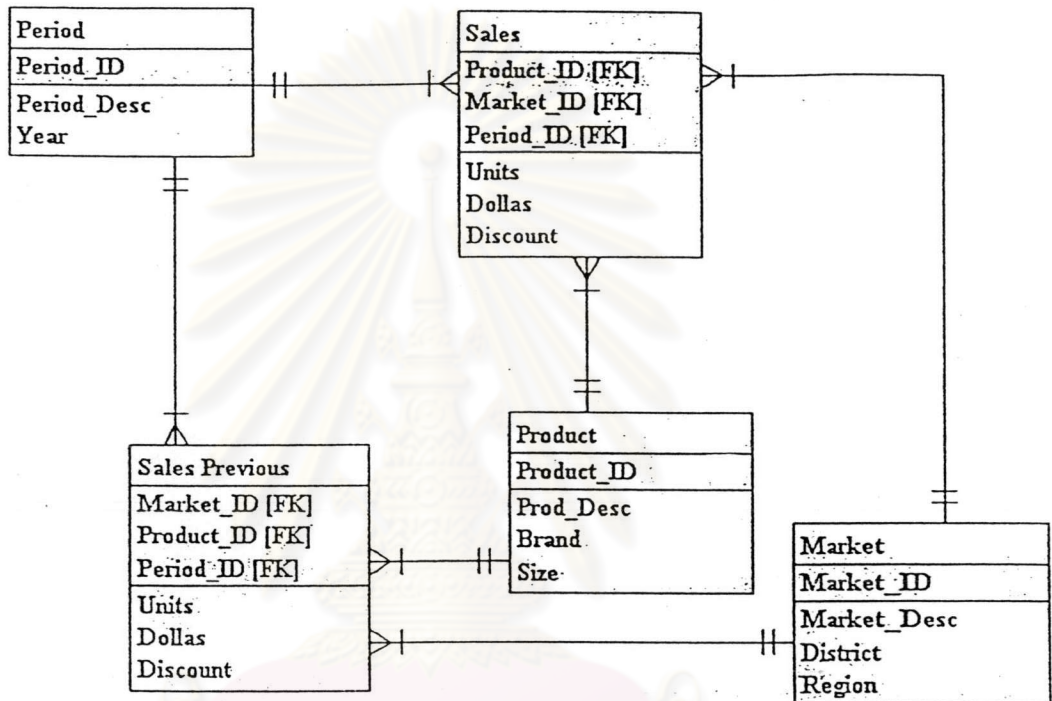 Period
Period_ID
Period_Desc
Year
Sales
Product_ID [FK]
Market_ID [FK]
Period_ID [FK]
Units
Dollas
Discount
Product
Product_ID
Prod_Desc
Brand
Size
Sales Previous
Market_ID [FK]
Product_ID [FK]
Period_ID [FK]
Units
Dollas
Discount
Market
Market_ID
Market_Desc
District
Region